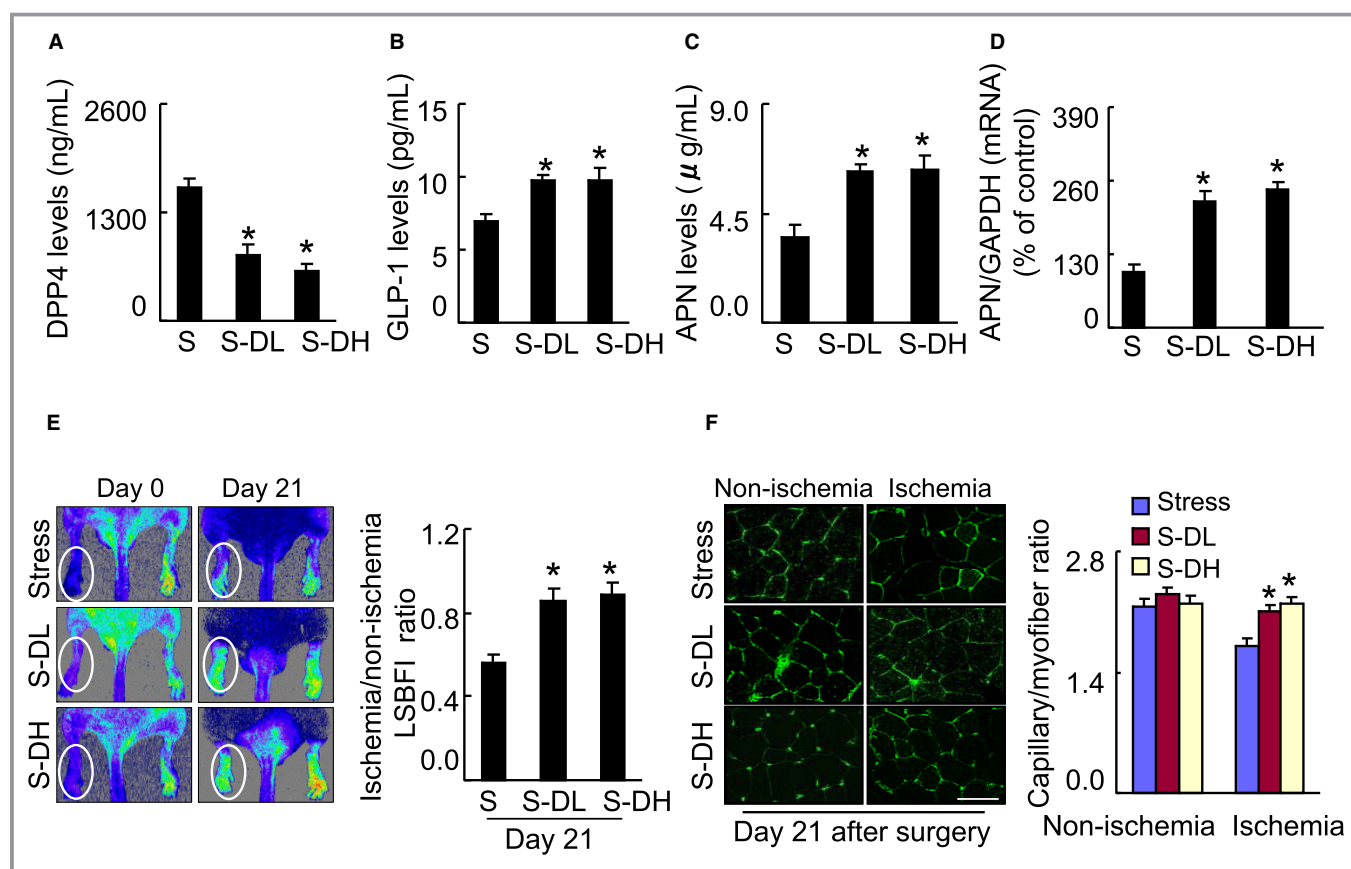 A
DPP4 levels (ng/mL)
2600
1300
0
*
*
S S-DL S-DH
B
GLP-1 levels (pg/mL)
15
10
5
0
*
*
S S-DL S-DH
C
APN levels (μ g/mL)
9.0
4.5
0.0
*
*
S S-DL S-DH
D
APN/GAPDH (mRNA)
(% of control)
390
260
130
0
*
*
S S-DL S-DH
E
Day 0 Day 21
Stress
S-DL
S-DH
Ischemia/non-ischemia
LSBFI ratio
1.2
0.8
0.4
0.0
*
*
S S-DL S-DH
Day 21
F
Non-ischemia Ischemia
Stress
S-DL
S-DH
Day 21 after surgery
Capillary/myofiber ratio
2.8
1.4
0.0
Stress
S-DL
S-DH
*
*
Non-ischemia Ischemia